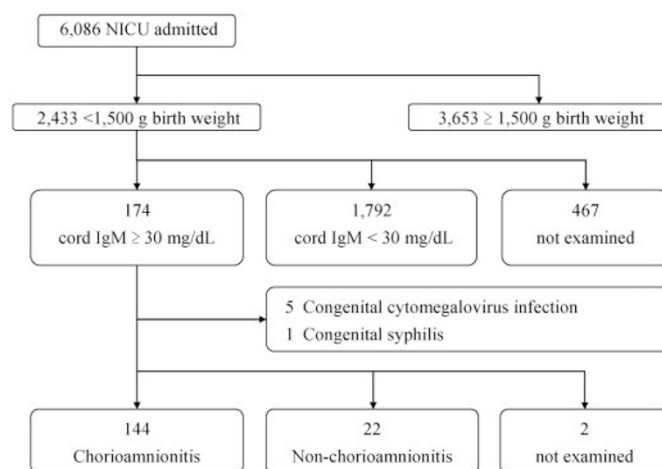 6,086 NICU admitted
2,433 <1,500 g birth weight
3,653 ≥ 1,500 g birth weight
174
cord IgM ≥ 30 mg/dL
1,792
cord IgM < 30 mg/dL
467
not examined
5 Congenital cytomegalovirus infection
1 Congenital syphilis
144
Chorioamnionitis
22
Non-chorioamnionitis
2
not examined